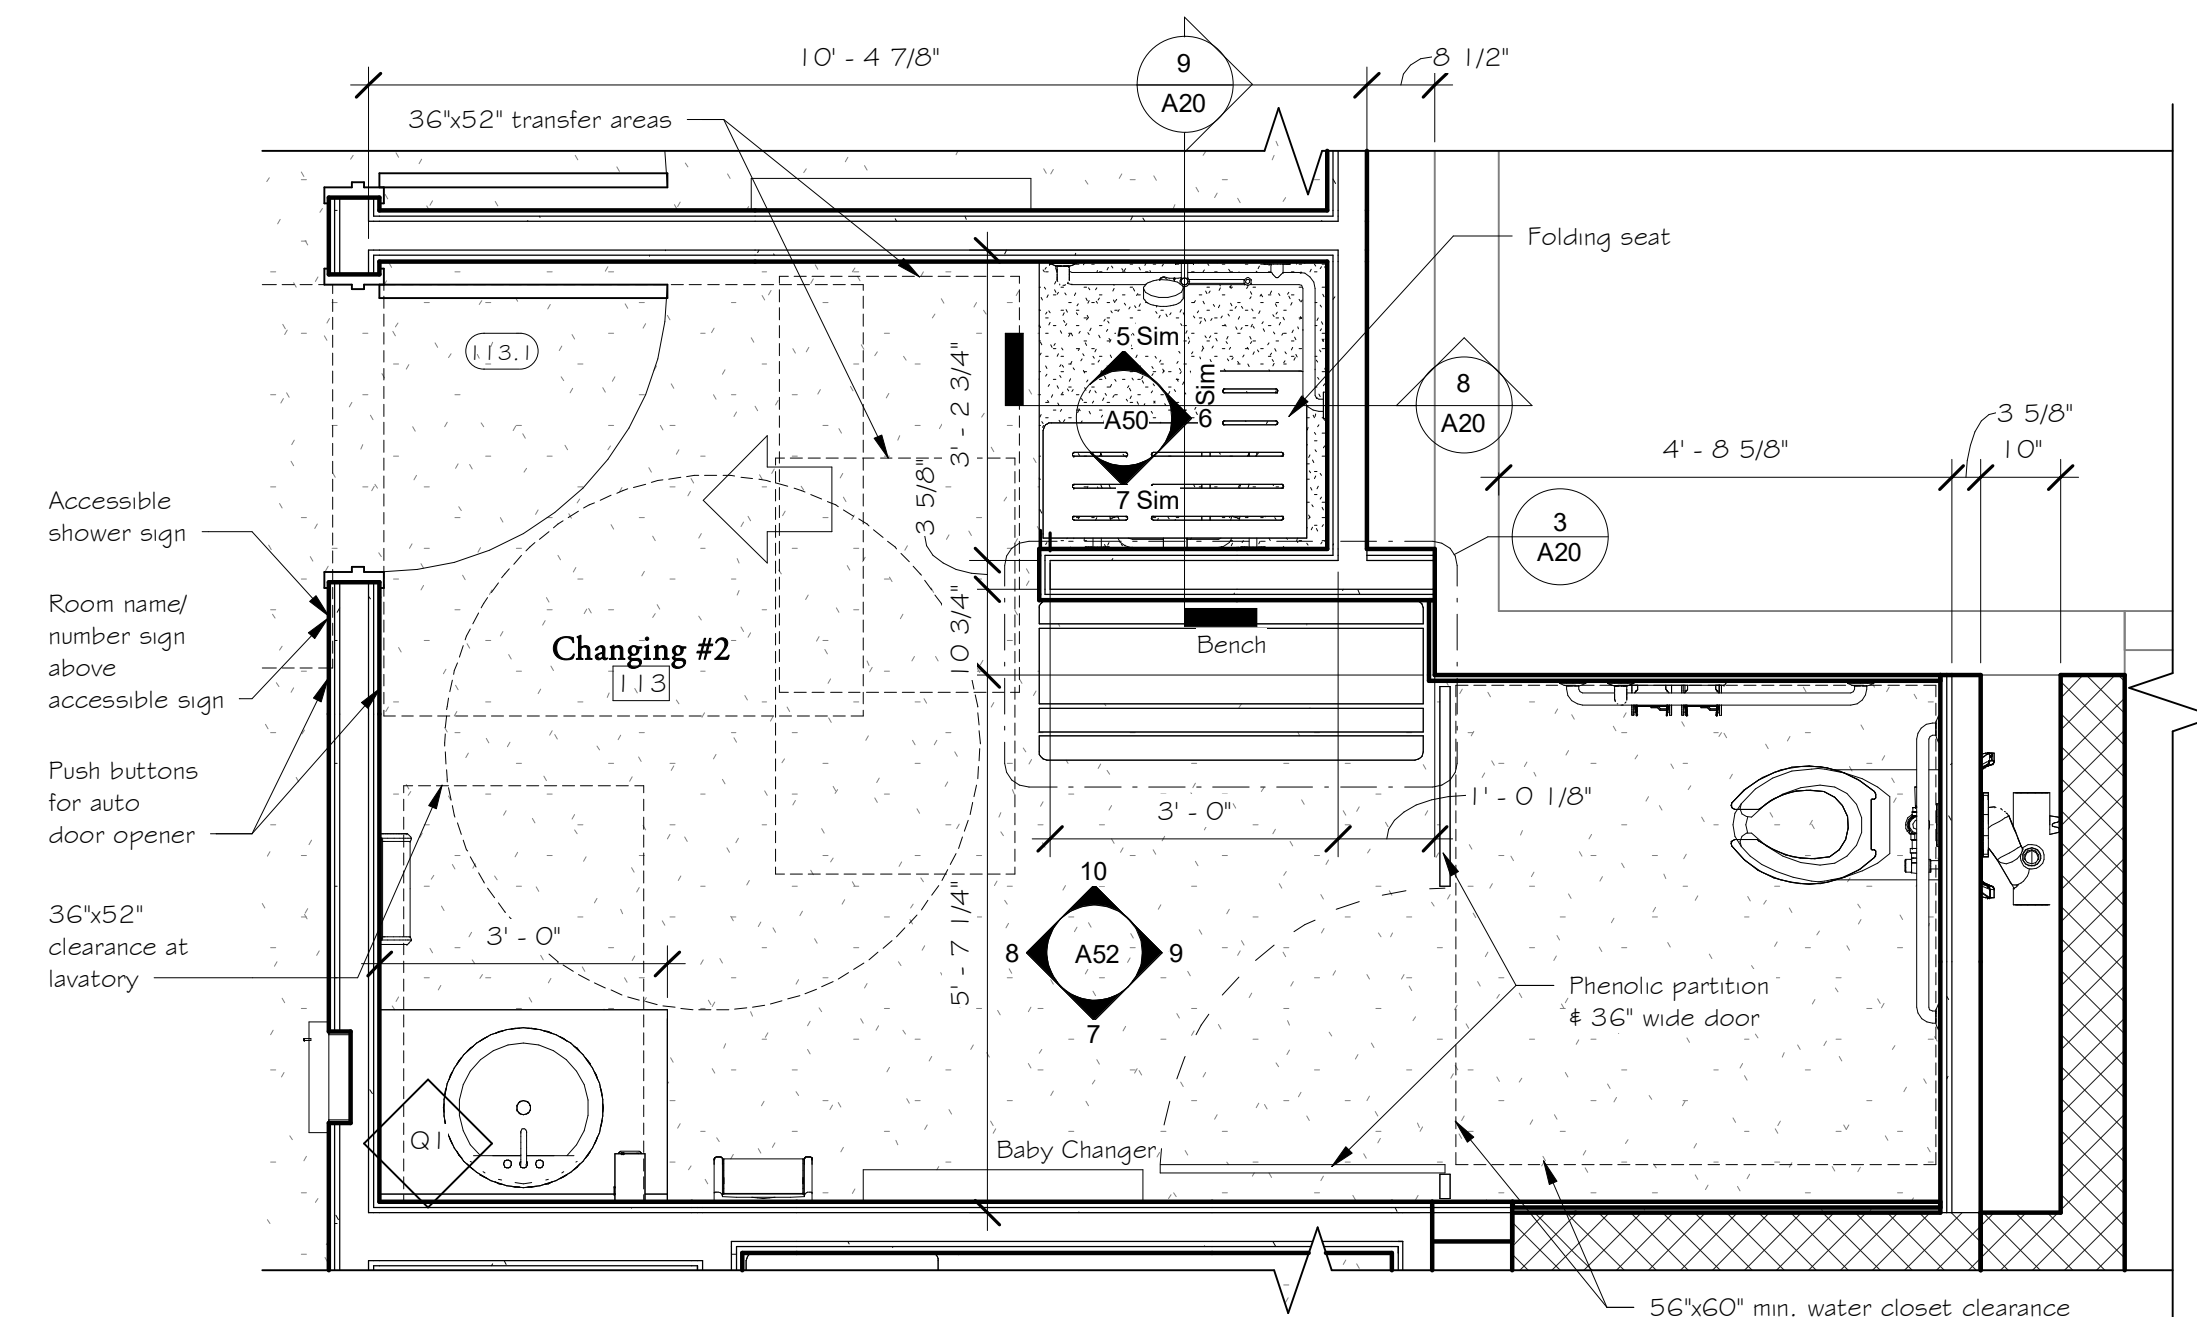 10' - 4 7/8"
9
A20
8 1/2"
36"x52" transfer areas
Folding seat
113.1
5 Sim
A50
6
Sim
7 Sim
8
A20
3' - 2 3/4"
3 5/8"
10 3/4"
5' - 7 1/4"
4' - 8 5/8"
3 5/8"
10"
3
A20
Accessible
shower sign
Room name/
number sign
above
accessible sign
Push buttons
for auto
door opener
36"x52"
clearance at
lavatory
Changing #2
113
Bench
3' - 0"
1' - 0 1/8"
3' - 0"
10
8
A52
9
7
Phenolic partition
& 36" wide door
Q1
Baby Changer
56"x60" min. water closet clearance